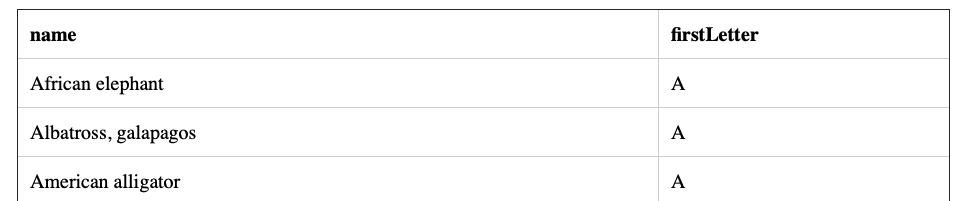 name firstLetter
African elephant A
Albatross, galapagos A
American alligator A